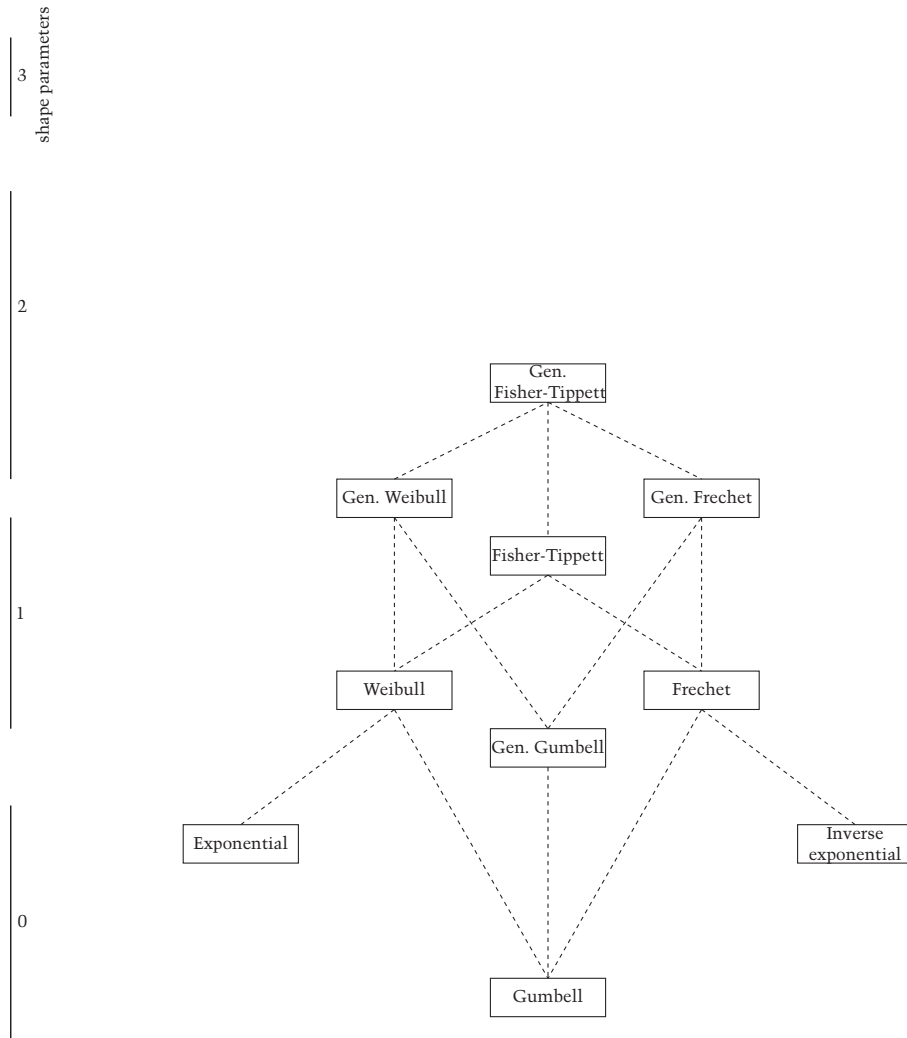 shape parameters
3
2
Gen.
Fisher-Tippett
Gen. Weibull
Gen. Frechet
Fisher-Tippett
1
Weibull
Frechet
Gen. Gumbell
Exponential
Inverse
exponential
0
Gumbell